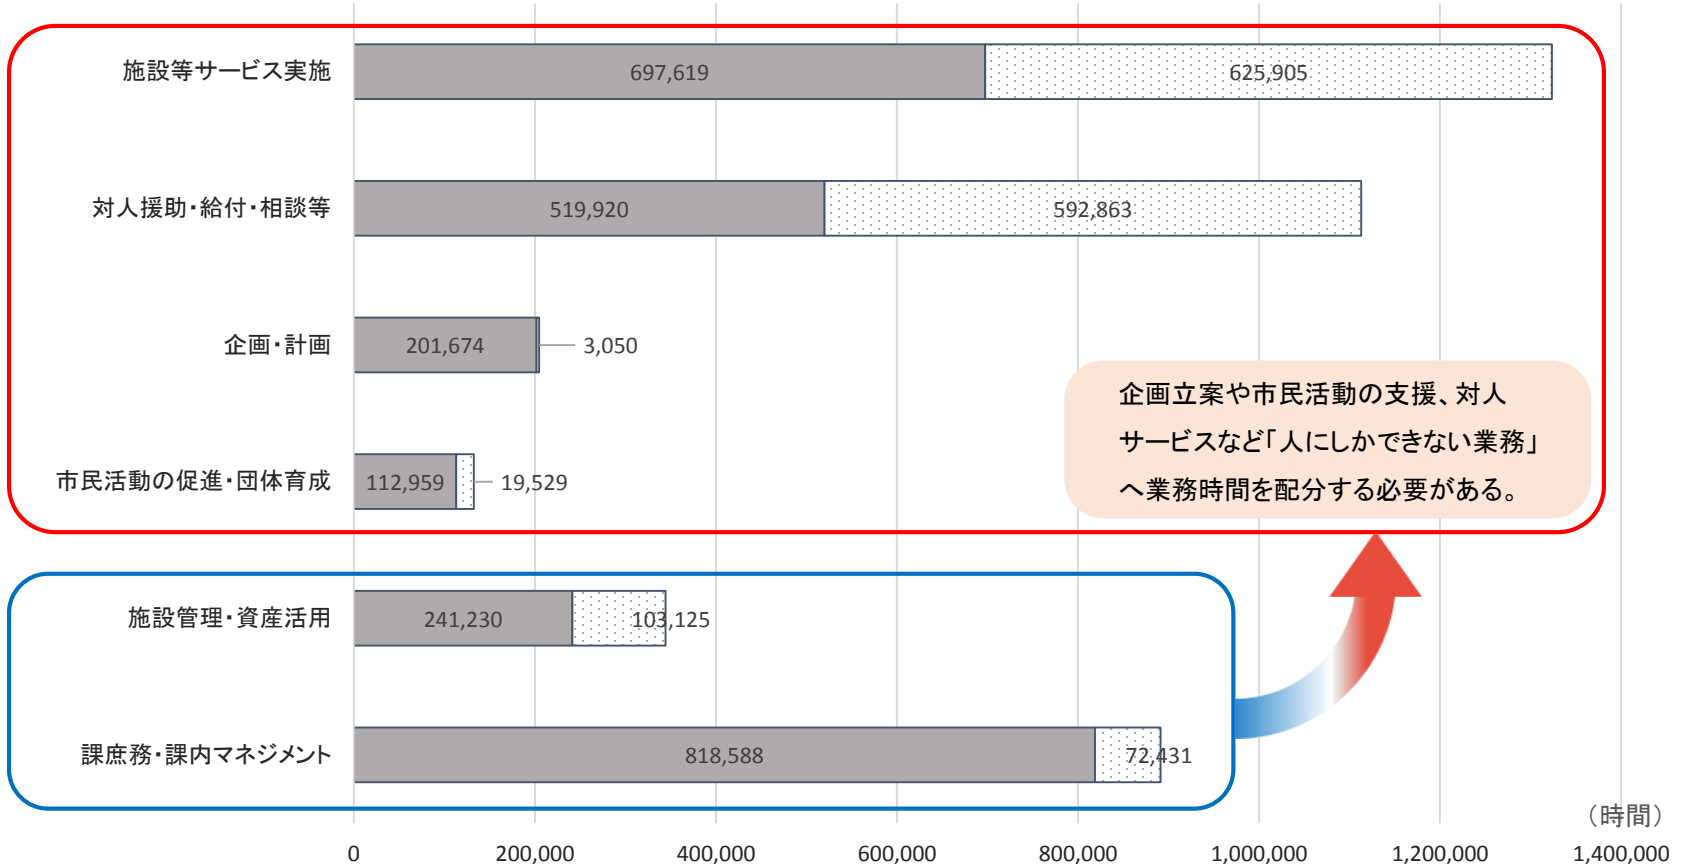 施設等サービス実施
697,619
625,905
対人援助・給付・相談等
519,920
592,863
企画・計画
201,674
3,050
市民活動の促進・団体育成
112,959
19,529
企画立案や市民活動の支援、対人
サービスなど「人にしかできない業務」
へ業務時間を配分する必要がある。
施設管理・資産活用
241,230
103,125
課庶務・課内マネジメント
818,588
72,431
（時間）
0
200,000
400,000
600,000
800,000
1,000,000
1,200,000
1,400,000